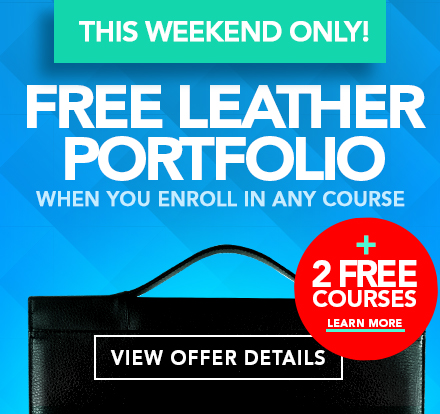 THIS WEEKEND ONLY!
FREE LEATHER
PORTFOLIO
WHEN YOU ENROLL IN ANY COURSE
+
2 FREE
COURSES
LEARN MORE
VIEW OFFER DETAILS